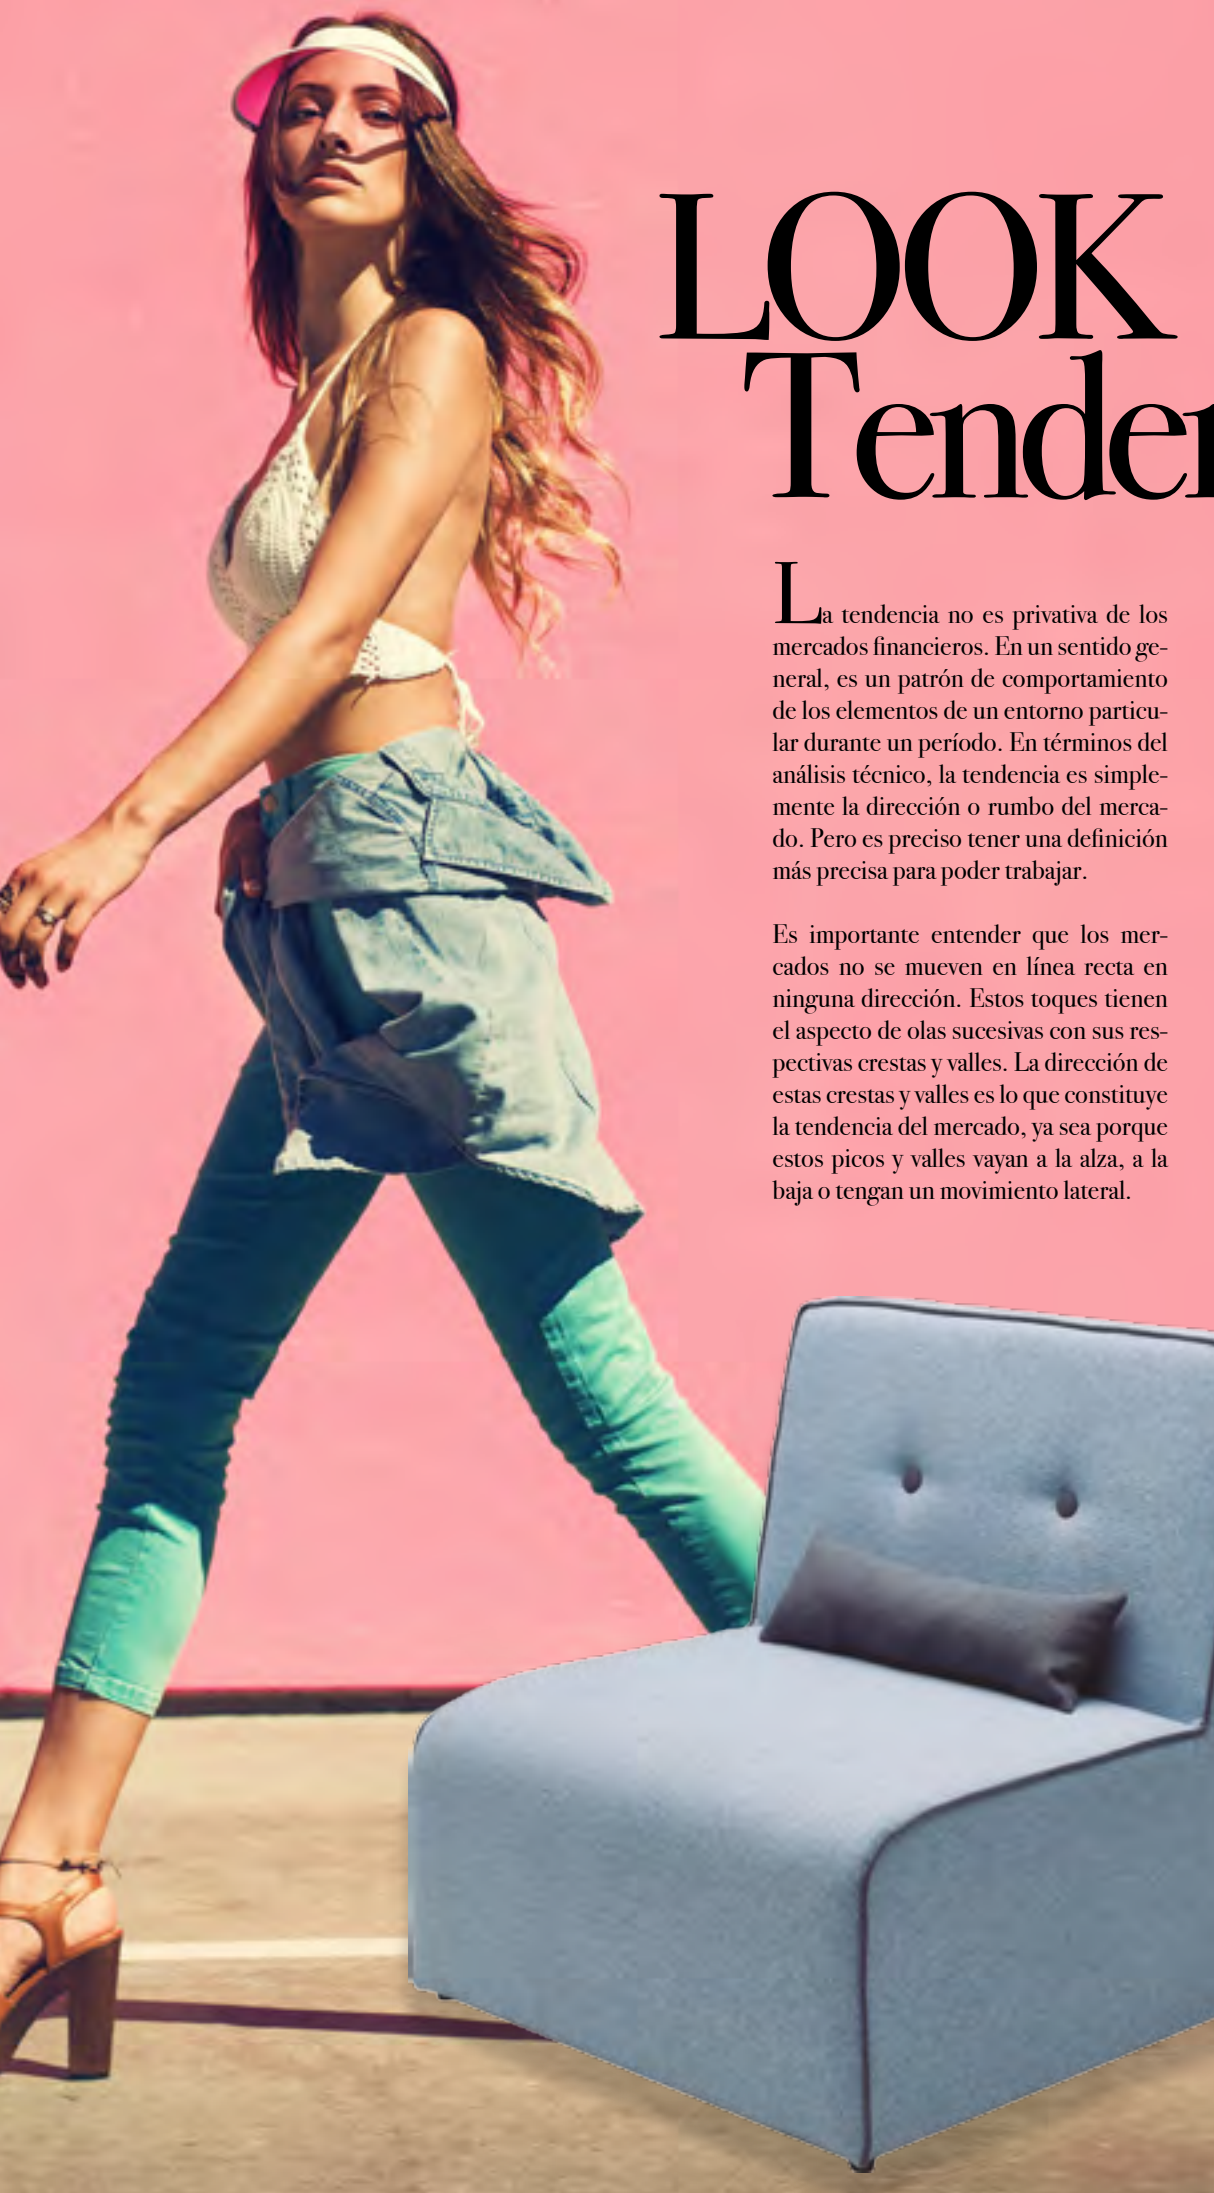 LOOK
Tender
La tendencia no es privativa de los
mercados financieros. En un sentido ge-
neral, es un patrón de comportamiento
de los elementos de un entorno particu-
lar durante un período. En términos del
análisis técnico, la tendencia es simple-
mente la dirección o rumbo del merca-
do. Pero es preciso tener una definición
más precisa para poder trabajar.
Es importante entender que los mer-
cados no se mueven en línea recta en
ninguna dirección. Estos toques tienen
el aspecto de olas sucesivas con sus res-
pectivas crestas y valles. La dirección de
estas crestas y valles es lo que constituye
la tendencia del mercado, ya sea porque
estos picos y valles vayan a la alza, a la
baja o tengan un movimiento lateral.